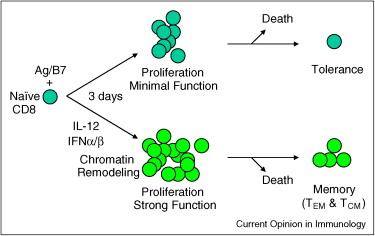 Death
Ag/B7
+
Naïve
CD8
3 days
Proliferation
Minimal Function
Tolerance
IL-12
IFNα/β
Chromatin
Remodeling
Proliferation
Strong Function
Death
Memory
(TEM & TCM)
Current Opinion in Immunology